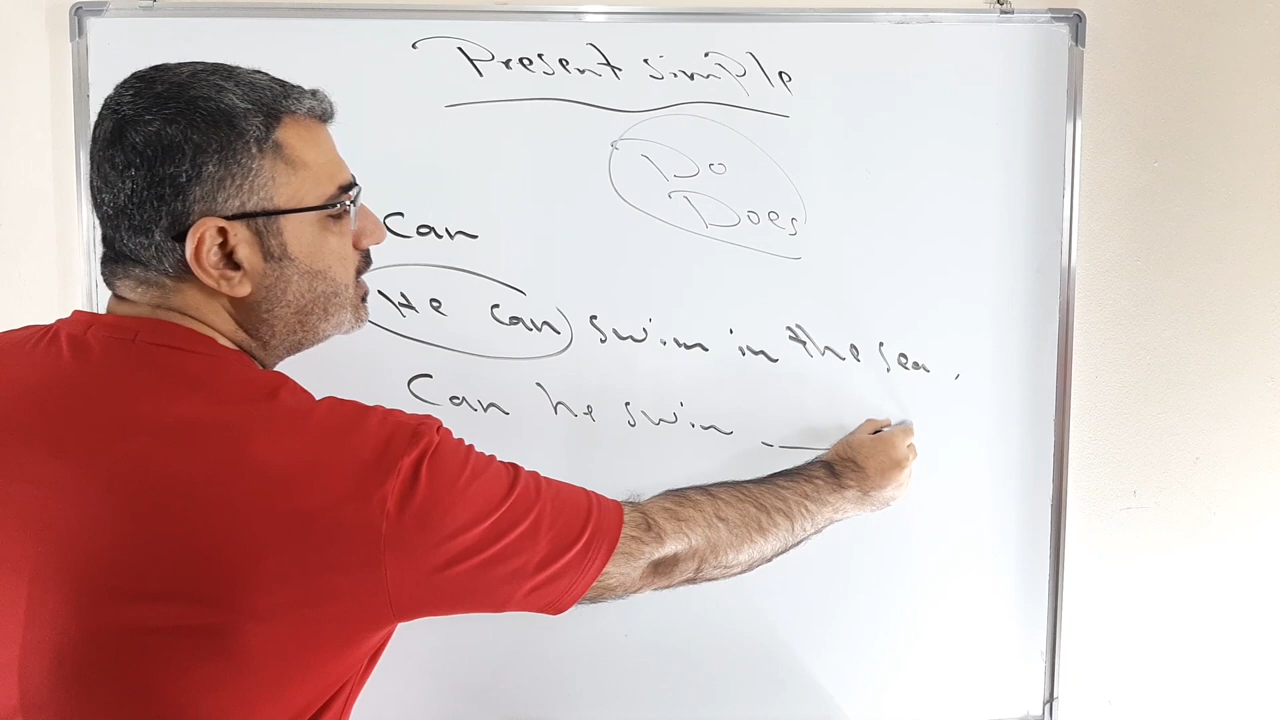 Present simple
Do
Does
Can
He can swim in the sea.
Can he swim